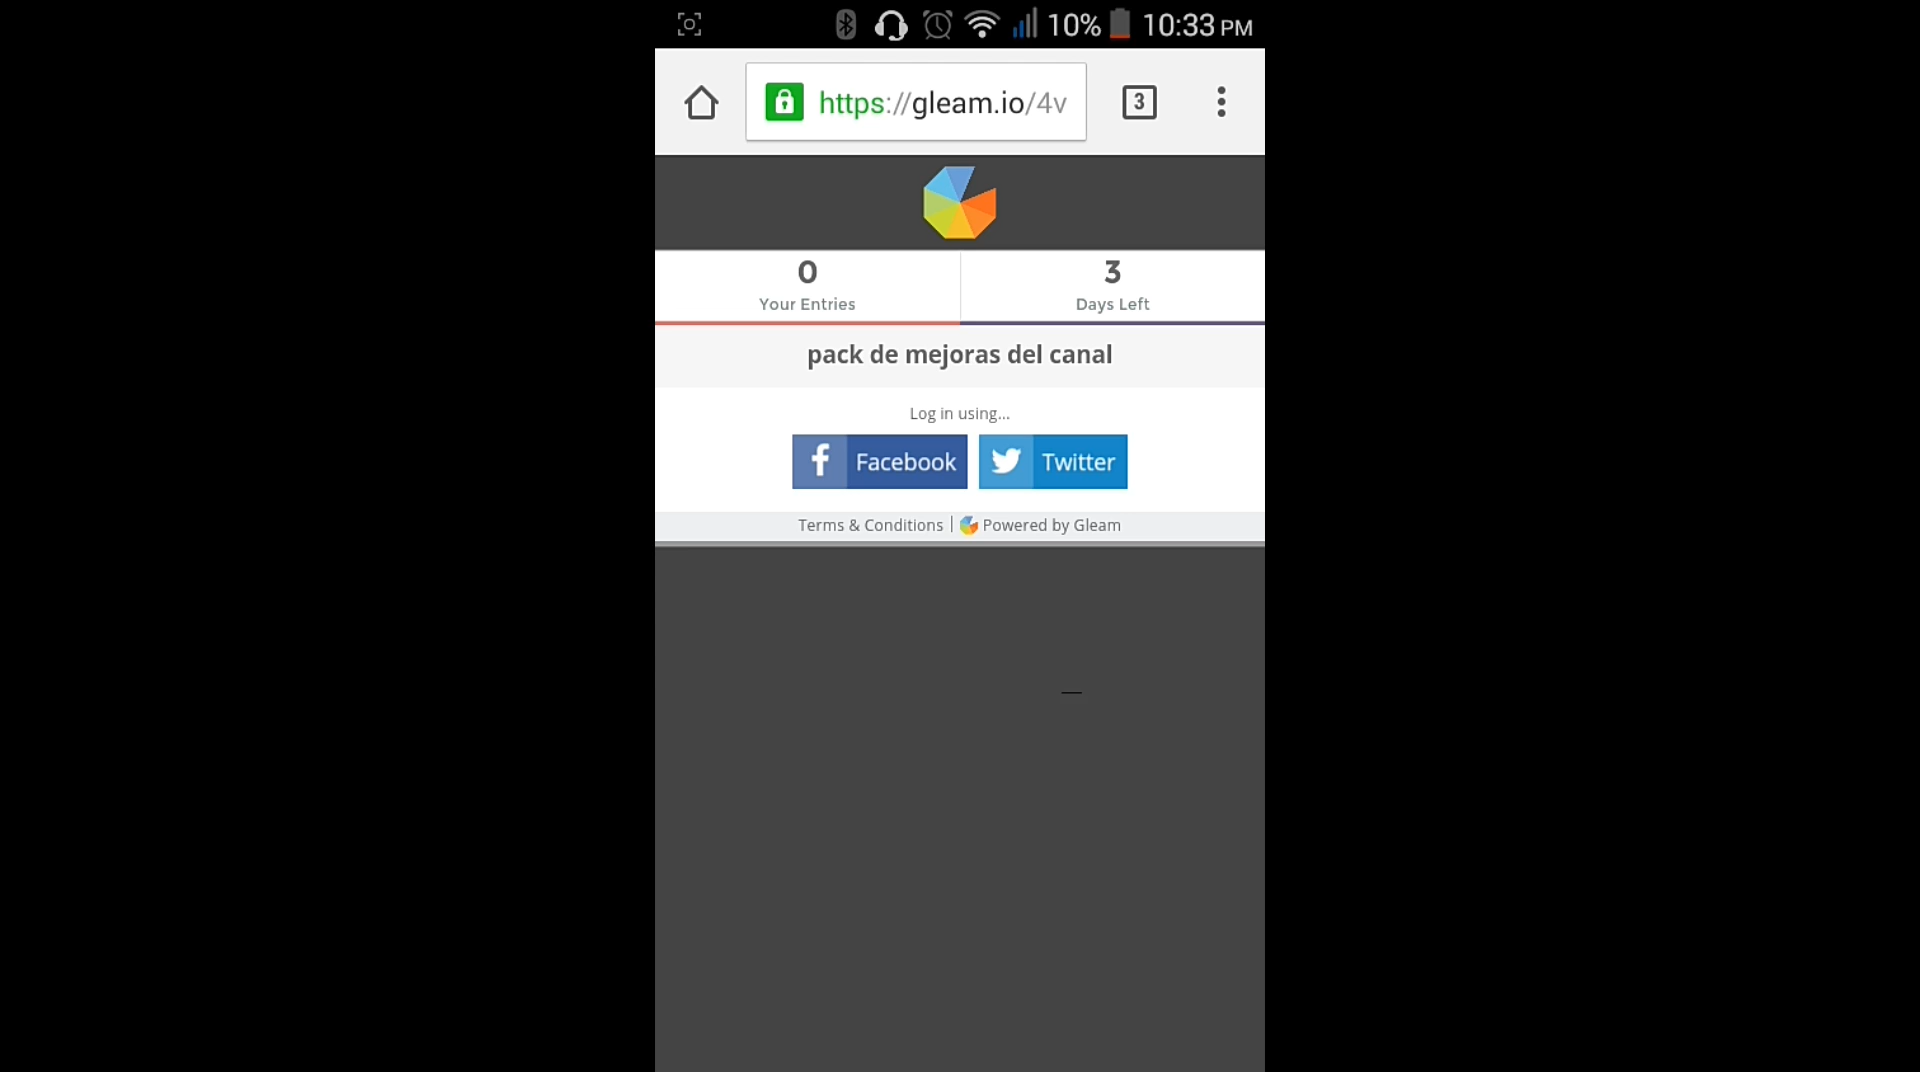 10% 10:33 PM
https://gleam.io/4v
3
0
Your Entries
3
Days Left
pack de mejoras del canal
Log in using...
Facebook
Twitter
Terms & Conditions | Powered by Gleam